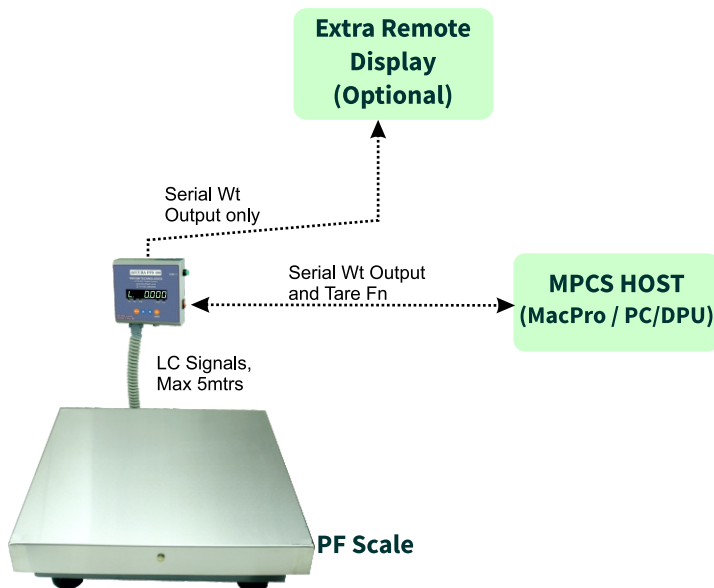 Extra Remote
Display
(Optional)
Serial Wt
Output only
Serial Wt Output
and Tare Fn
MPCS HOST
(MacPro / PC/DPU)
0000
LC Signals,
Max 5mtrs
PF Scale